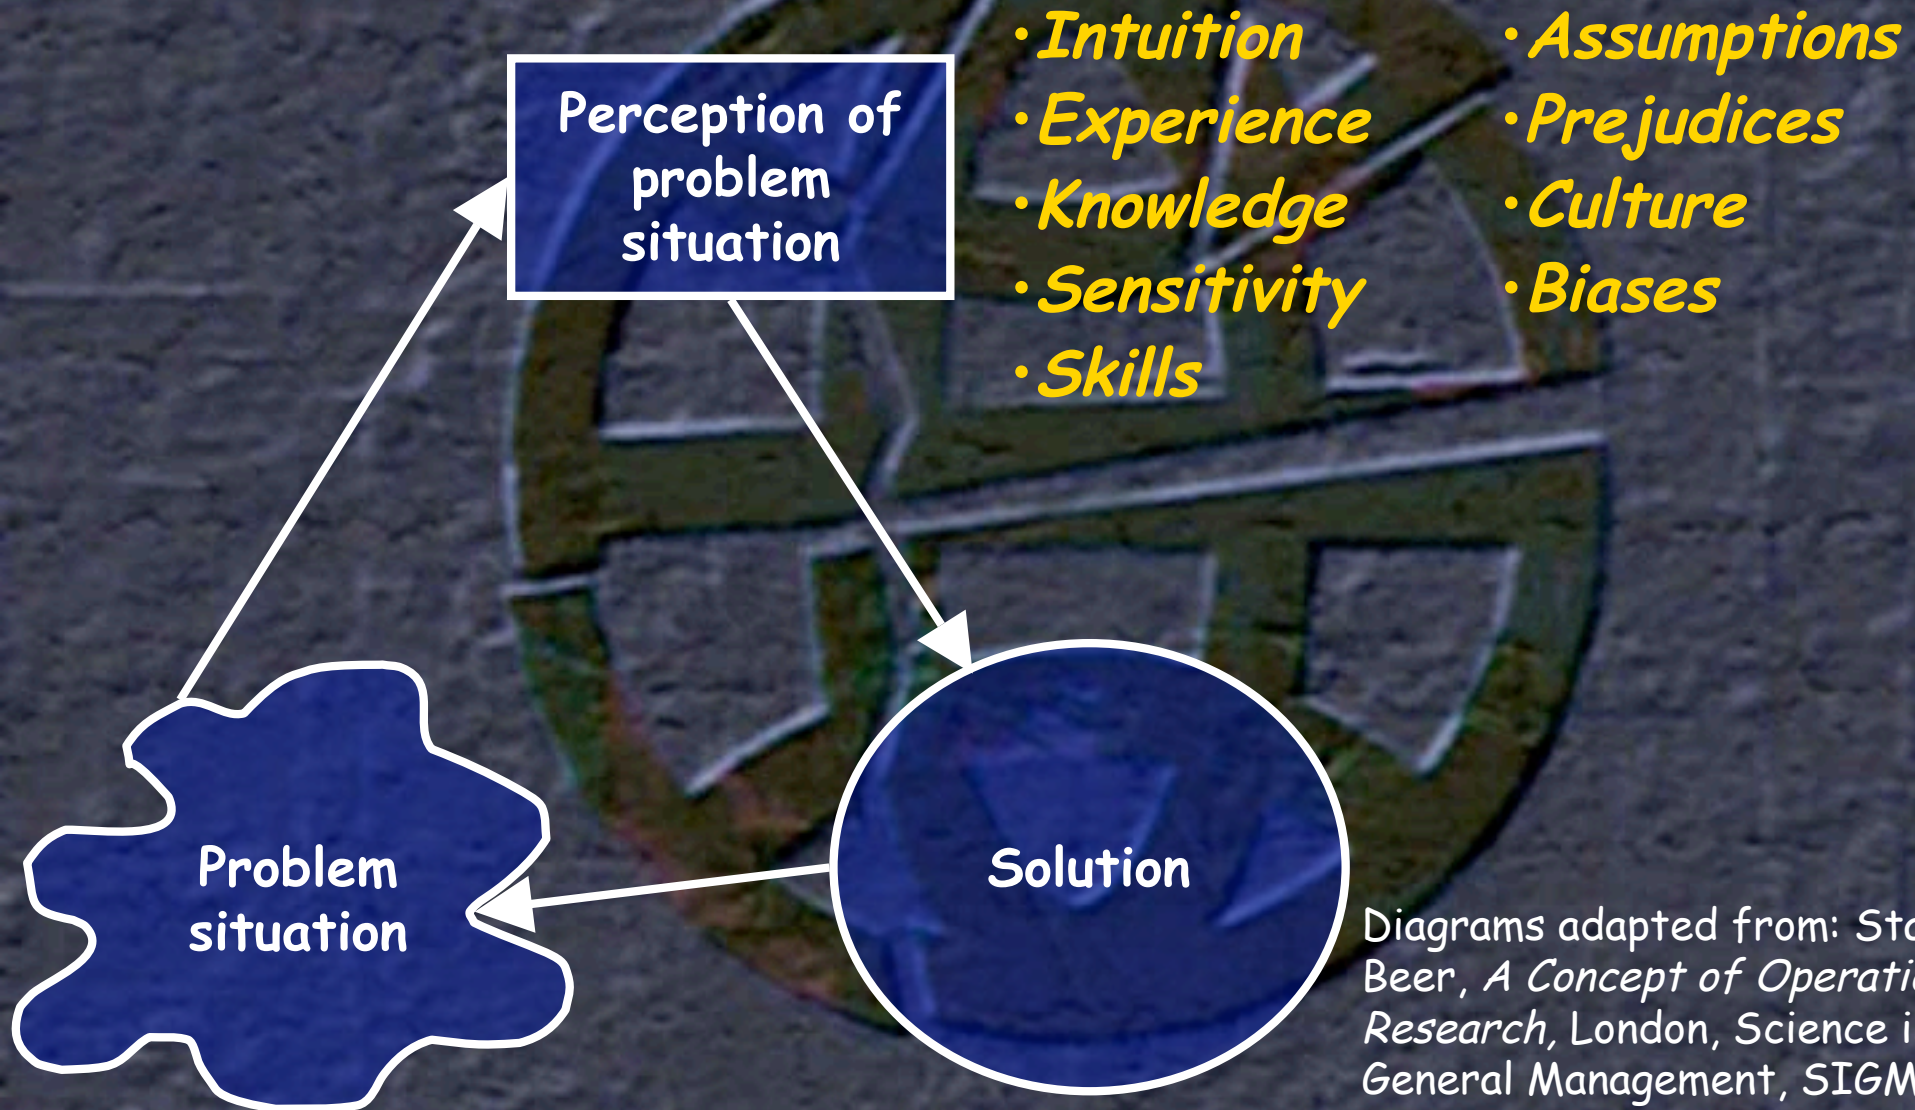 Perception of
problem
situation
•Intuition
•Experience
•Knowledge
•Sensitivity
•Skills
•Assumptions
•Prejudices
•Culture
•Biases
Problem
situation
Solution
Diagrams adapted from:
Beer, A Concept of
Research, London, Science
General Management,